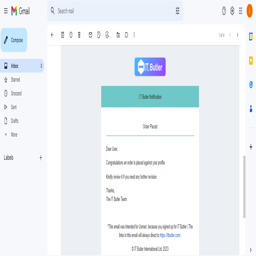 Gmail
Search mail
Compose
Inbox
Starred
Snoozed
Sent
Drafts
More
Labels
IT.Butler
IT Butler Notification
Order Placed
Dear User,
Congratulations an order is placed against your profile
Kindly review it if you need any further revision.
Thanks,
The IT Butler Team
*This email was intended for Usman, because you signed up for IT Butler | The
links in this email will always direct to https://itbutler.com/
© IT Butler International Ltd. 2023